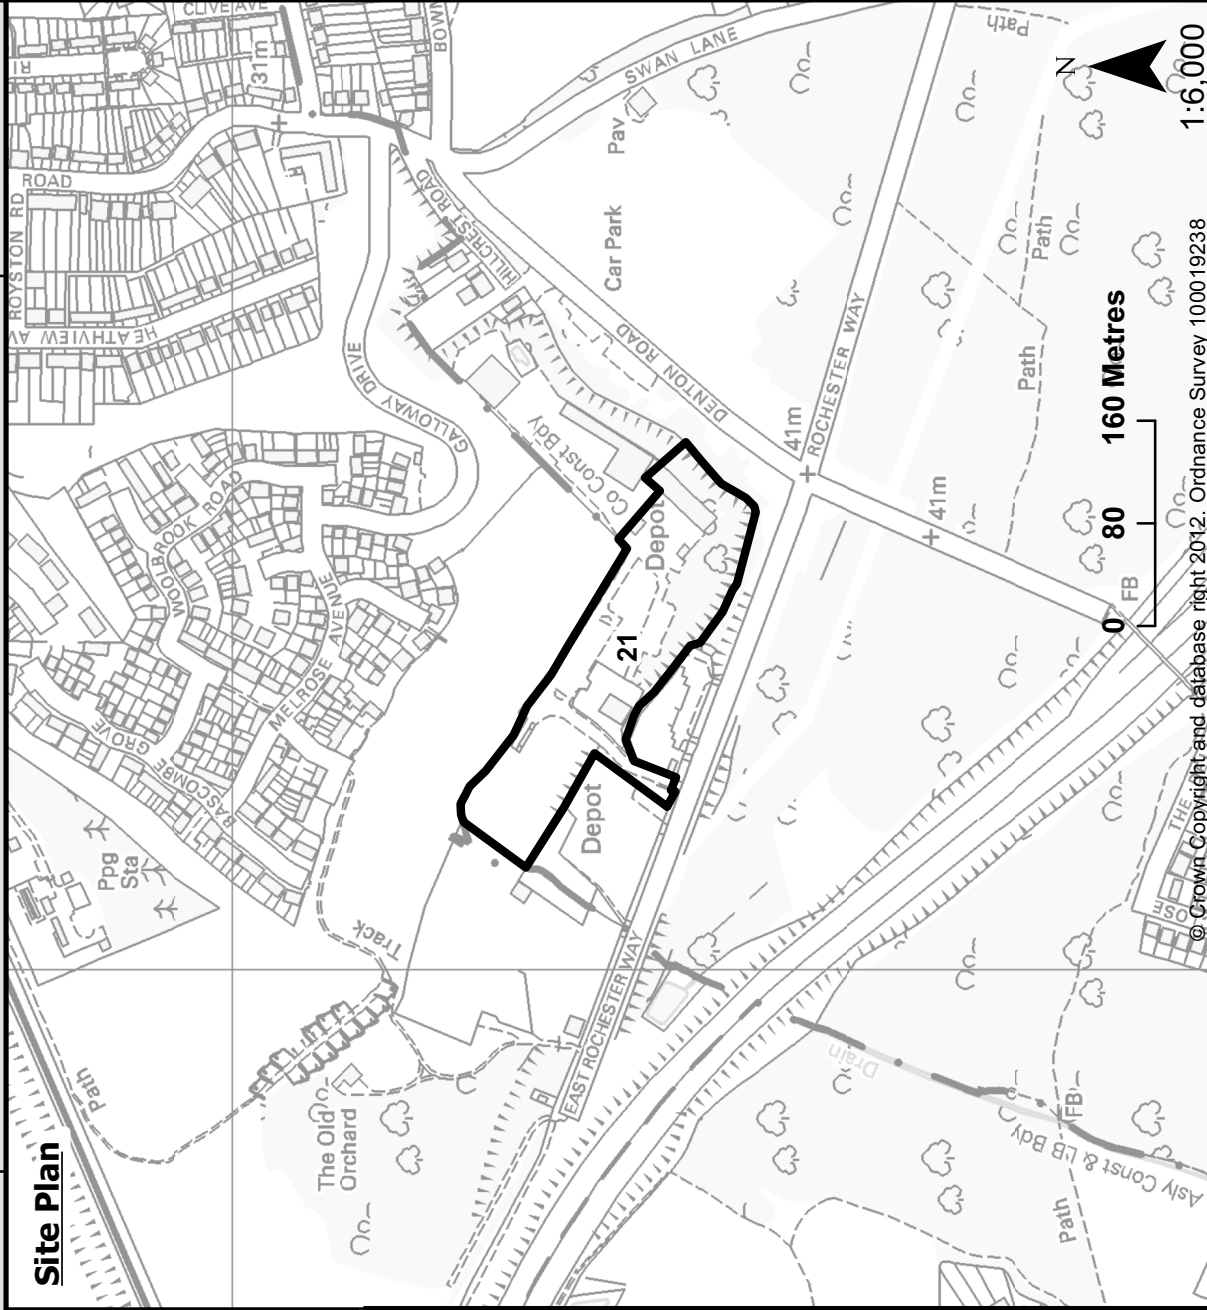 Site Plan
Path
Ppg
Sta
BASCOMBE
GROVE
WOOLBROOK ROAD
MELROSE AVENUE
HEATHVIEW AV
ROYSTON RD
ROAD
CLIVE AVE
31m
BOWN
GALLOWAY DRIVE
HILLCREST ROAD
SWAN LANE
Pav
Car Park
Co Const Bdy
DENTON ROAD
Track
The Old
Orchard
Depot
21
Depot
EAST ROCHESTER WAY
41m
ROCHESTER WAY
41m
Path
Path
Path
Drain
FB
FB
Asly Const & LB Bdy
Path
THE
N
0
80
160 Metres
1:6,000
© Crown Copyright and database right 2012. Ordnance Survey 100019238